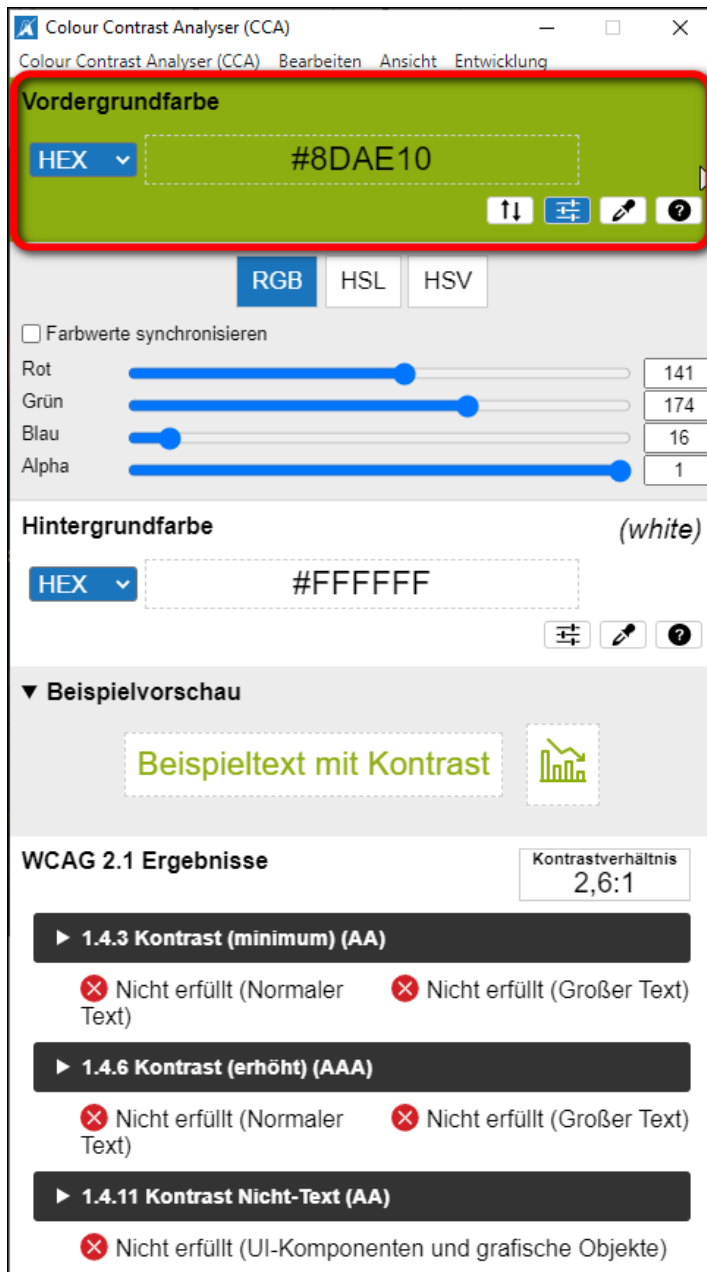 Colour Contrast Analyser (CCA)
Colour Contrast Analyser (CCA) Bearbeiten Ansicht Entwicklung
Vordergrundfarbe
HEX #8DAE10
RGB HSL HSV
Farbwerte synchronisieren
Rot 141
Grün 174
Blau 16
Alpha 1
Hintergrundfarbe (white)
HEX #FFFFFF
▼ Beispielvorschau
Beispieltext mit Kontrast
WCAG 2.1 Ergebnisse
Kontrastverhältnis
2,6:1
▶ 1.4.3 Kontrast (minimum) (AA)
Nicht erfüllt (Normaler
Text)
Nicht erfüllt (Großer Text)
▶ 1.4.6 Kontrast (erhöht) (AAA)
Nicht erfüllt (Normaler
Text)
Nicht erfüllt (Großer Text)
▶ 1.4.11 Kontrast Nicht-Text (AA)
Nicht erfüllt (UI-Komponenten und grafische Objekte)